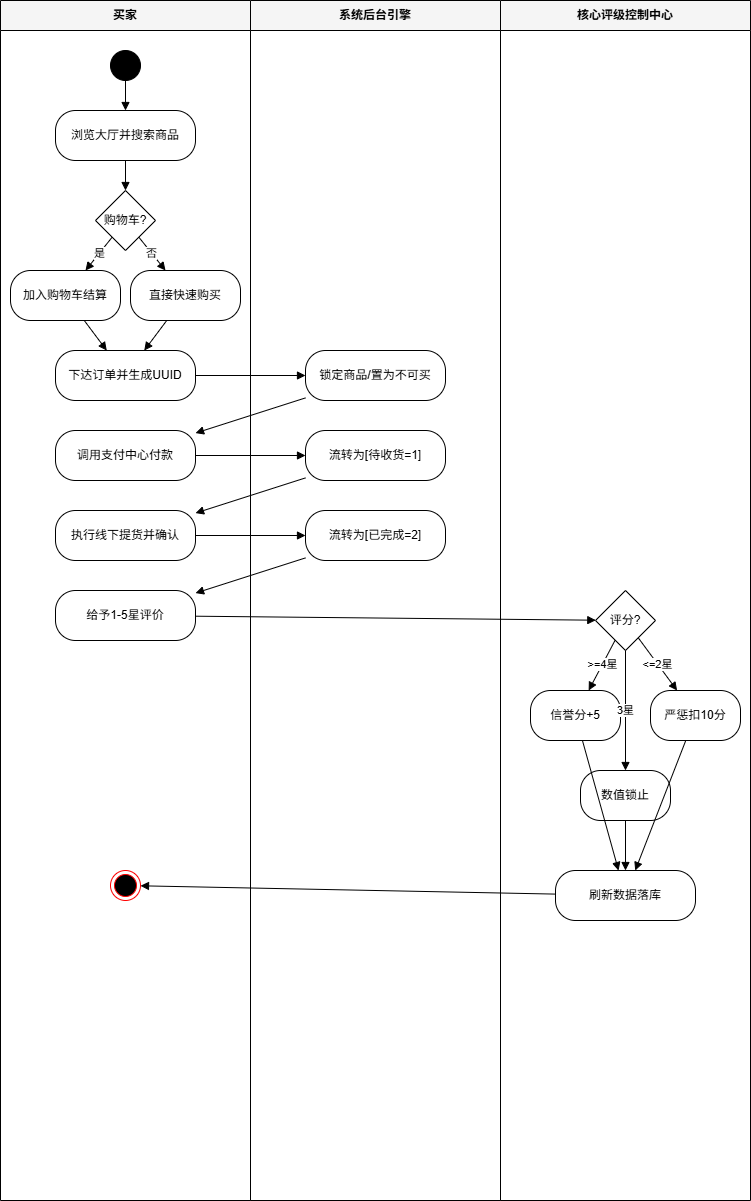 买家
系统后台引擎
核心评级控制中心
浏览大厅并搜索商品
购物车?
是
否
加入购物车结算
直接快速购买
下达订单并生成UUID
锁定商品/置为不可买
调用支付中心付款
流转为[待收货=1]
执行线下提货并确认
流转为[已完成=2]
给予1-5星评价
评分?
>=4星
<=2星
信誉分+5
3星
严惩扣10分
数值锁止
刷新数据落库